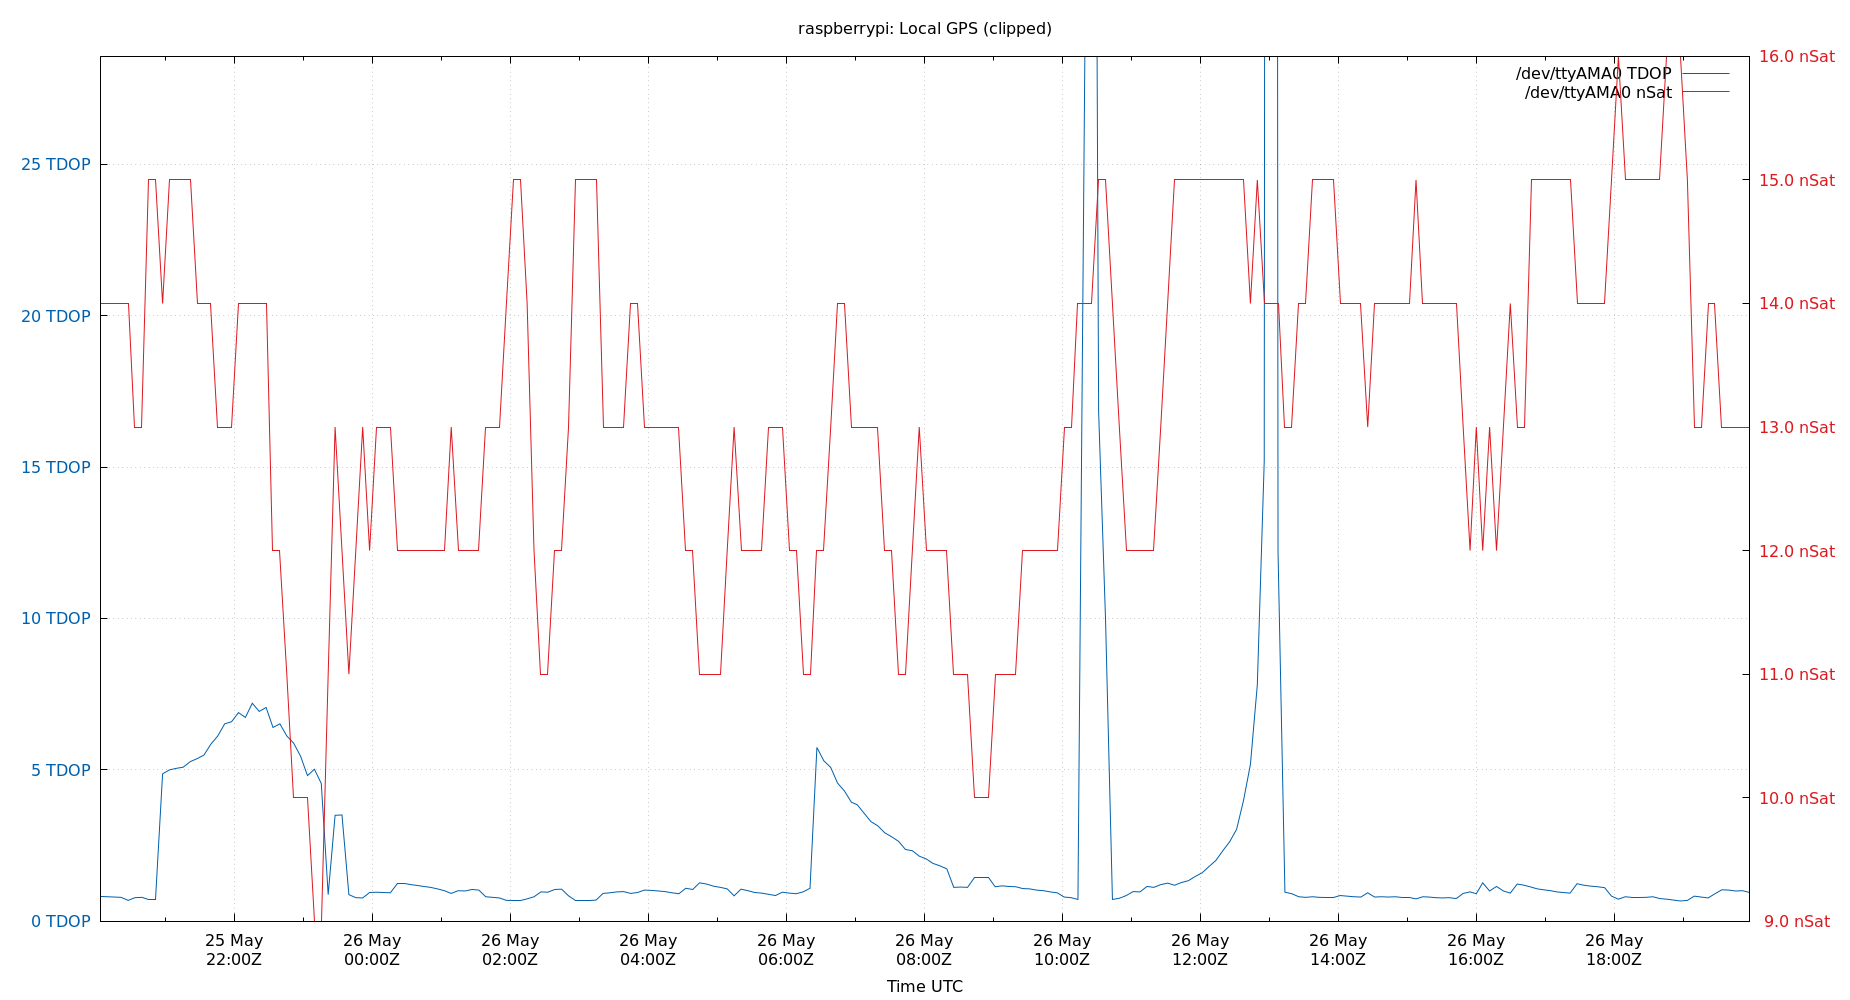 raspberrypi: Local GPS (clipped)
/dev/ttyAMA0 TDOP
/dev/ttyAMA0 nSat
25 TDOP
20 TDOP
15 TDOP
10 TDOP
5 TDOP
0 TDOP
16.0 nSat
15.0 nSat
14.0 nSat
13.0 nSat
12.0 nSat
11.0 nSat
10.0 nSat
9.0 nSat
25 May 26 May 26 May 26 May 26 May 26 May 26 May 26 May 26 May 26 May 26 May
22:00Z 00:00Z 02:00Z 04:00Z 06:00Z 08:00Z 10:00Z 12:00Z 14:00Z 16:00Z 18:00Z
Time UTC